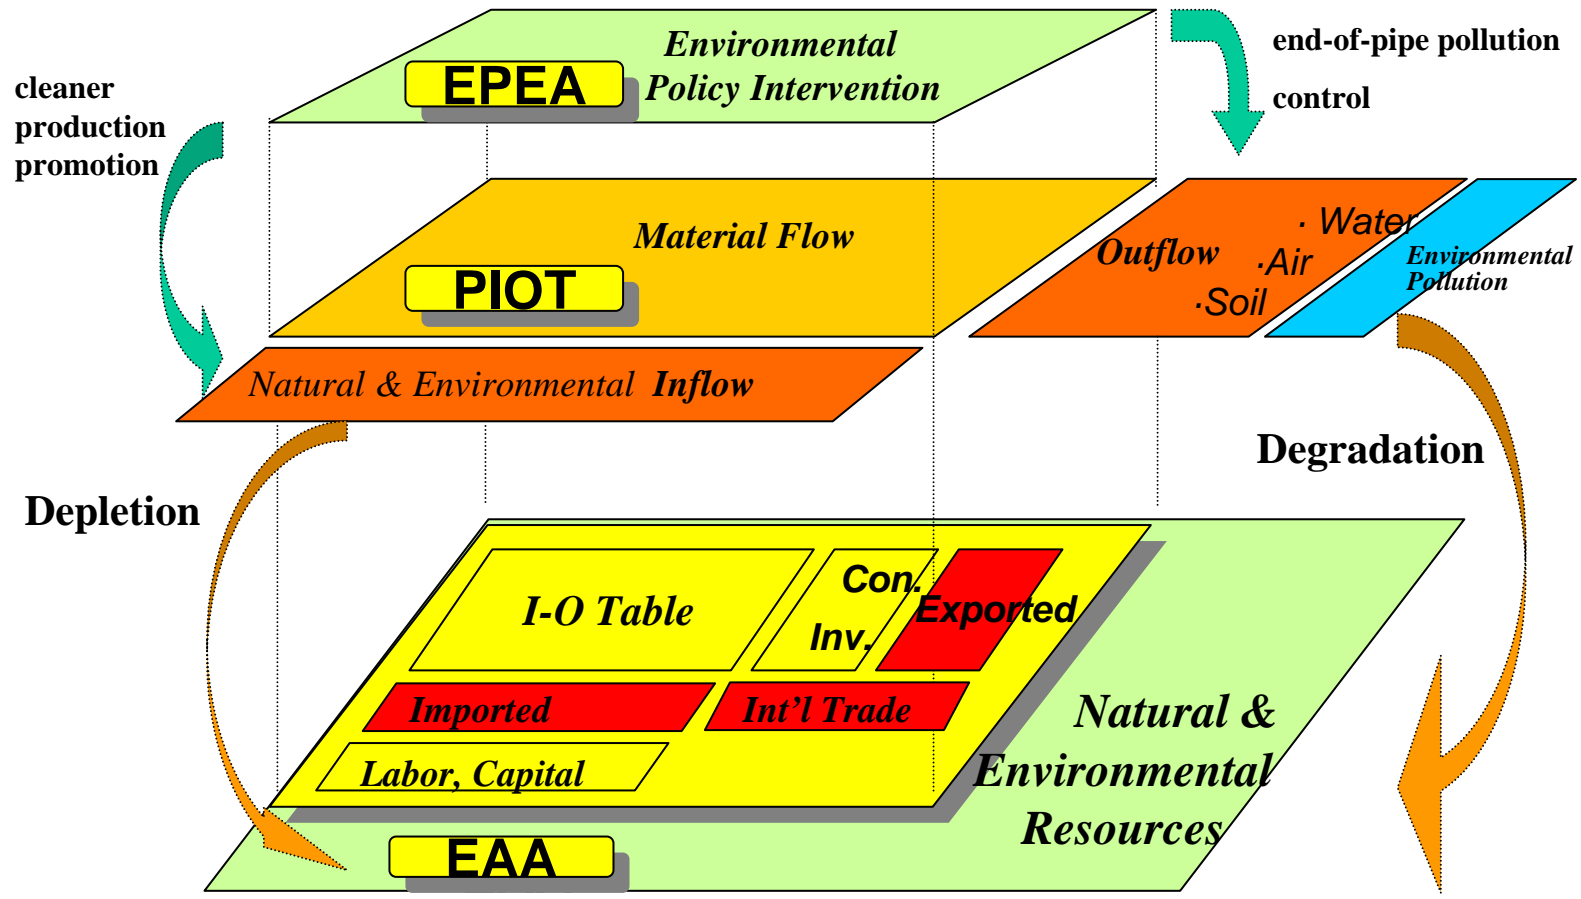 Environmental
Policy Intervention
EPEA
end-of-pipe pollution
control
cleaner
production
promotion
Material Flow
PIOT
Outflow
· Water
·Air
·Soil
Environmental
Pollution
Natural & Environmental Inflow
Depletion
Degradation
I-O Table
Con.
Inv.
Exported
Imported
Int'l Trade
Labor, Capital
Natural &
Environmental
Resources
EAA